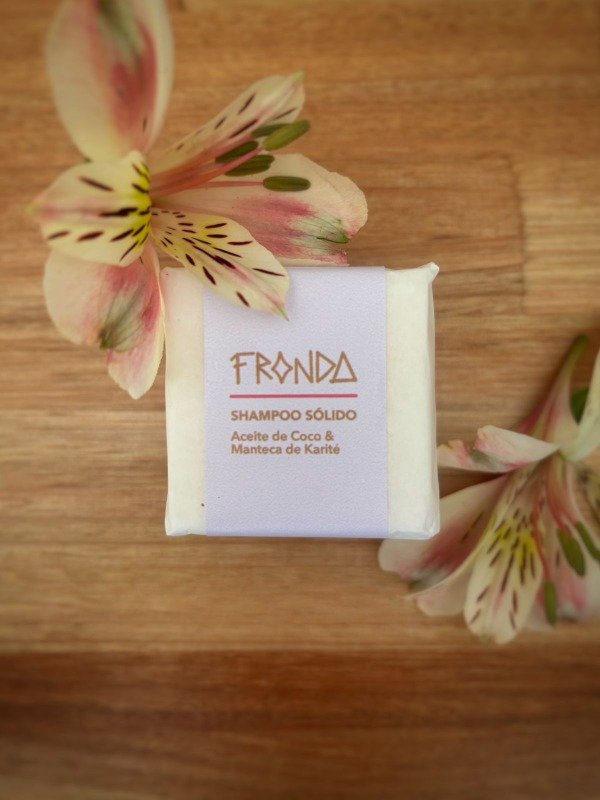 FRONDA
SHAMPOO SÓLIDO
Aceite de Coco &
Manteca de Karité